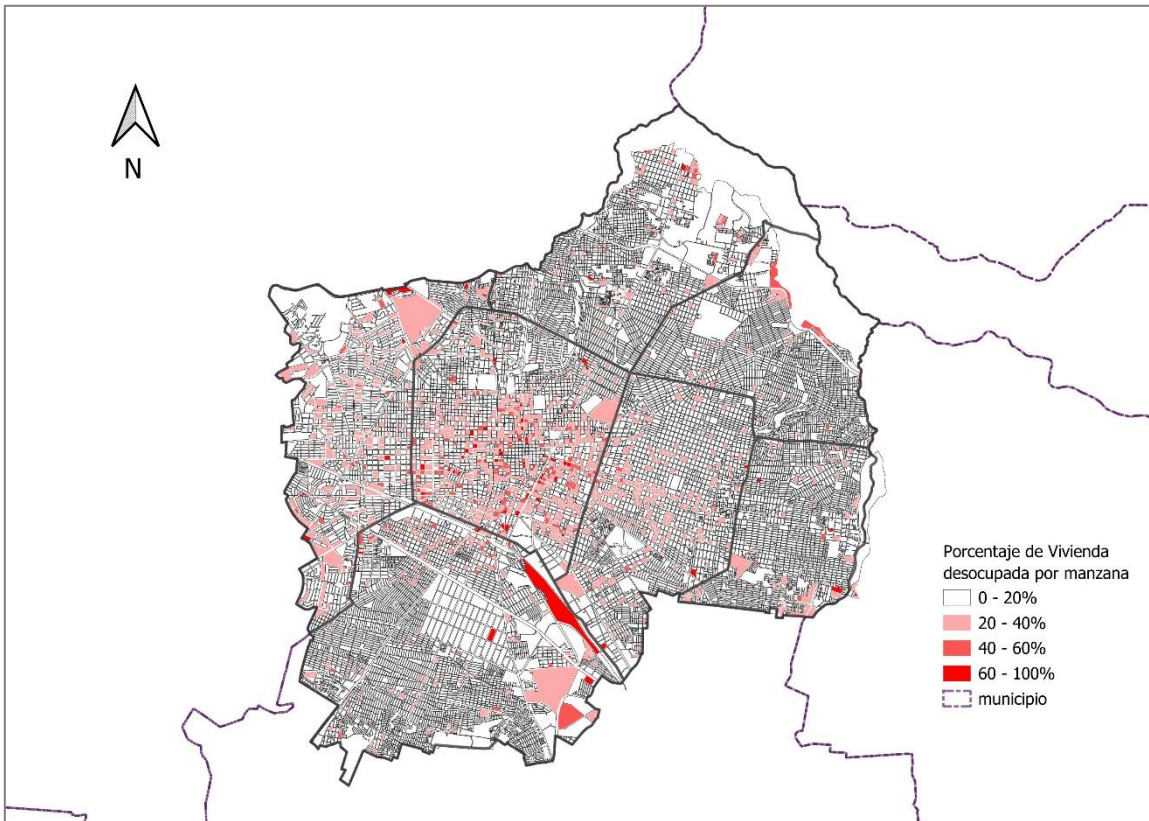 N
Porcentaje de Vivienda
desocupada por manzana
0 - 20%
20 - 40%
40 - 60%
60 - 100%
municipio